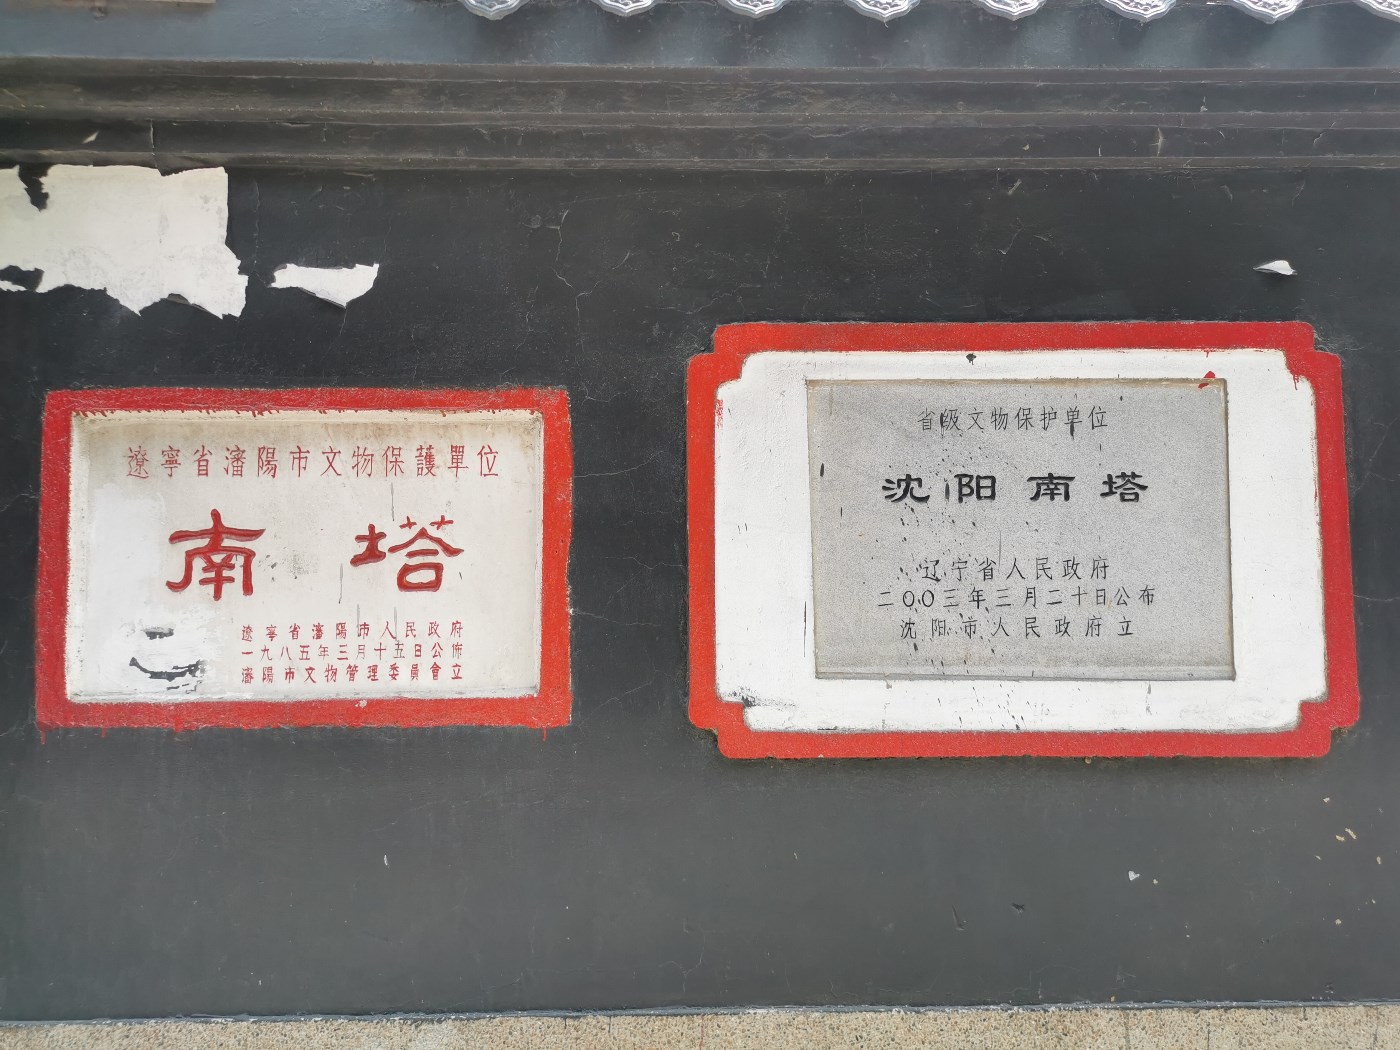 遼寧省瀋陽市文物保護單位
南塔
遼寧省瀋陽市人民政府
一九八五年三月十五日公佈
瀋陽市文物管理委員會立
省级文物保护单位
沈阳南塔
辽宁省人民政府
二〇〇三年三月二十日公布
沈阳市人民政府立